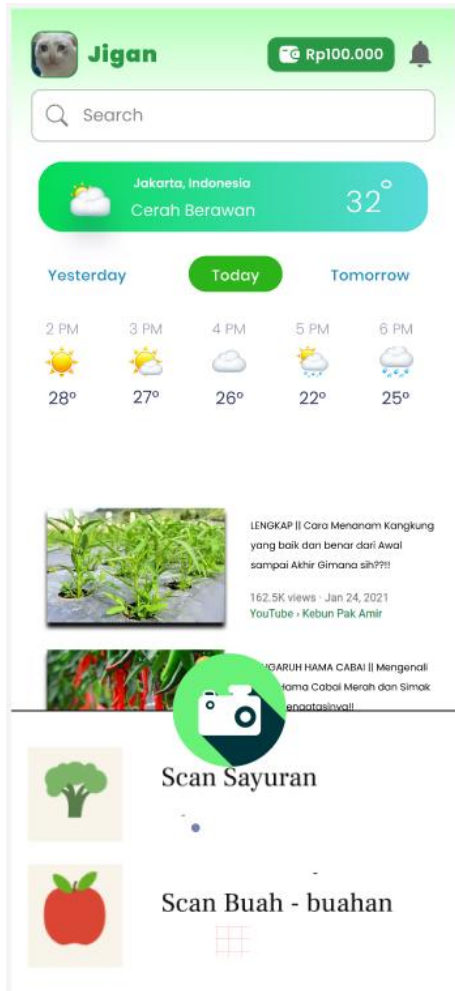 Jigan
Rp100.000
Search
Jakarta, Indonesia
Cerah Berawan
32°
Yesterday
Today
Tomorrow
2 PM
3 PM
4 PM
5 PM
6 PM
28°
27°
26°
22°
25°
LENGKAP || Cara Menanam Kangkung
yang baik dan benar dari Awal
sampai Akhir Gimana sih??!!
162.5K views · Jan 24, 2021
YouTube › Kebun Pak Amir
HAMA CABAI || Mengenali
Hama Cabai Merah dan Simak
Scan Sayuran
Scan Buah - buahan